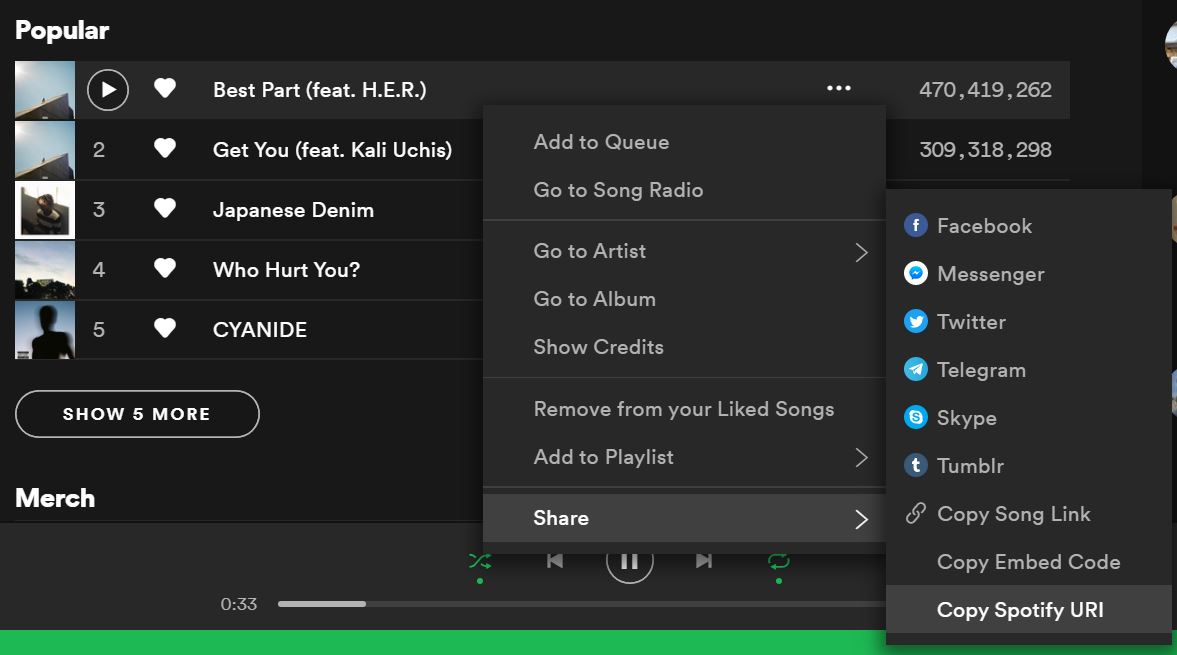 Popular
Best Part (feat. H.E.R.)
470,419,262
2 Get You (feat. Kali Uchis)
309,318,298
3 Japanese Denim
4 Who Hurt You?
5 CYANIDE
SHOW 5 MORE
Merch
Add to Queue
Go to Song Radio
Go to Artist
Go to Album
Show Credits
Remove from your Liked Songs
Add to Playlist
Share
Facebook
Messenger
Twitter
Telegram
Skype
Tumblr
Copy Song Link
Copy Embed Code
Copy Spotify URI
0:33